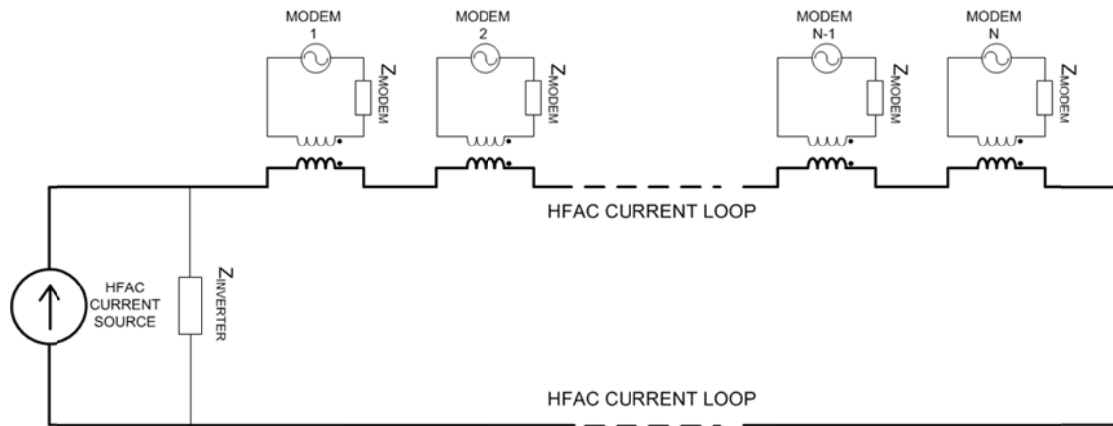 MODEM
1
MODEM
2
MODEM
N-1
MODEM
N
ZMODEM
ZMODEM
ZMODEM
ZMODEM
HFAC CURRENT LOOP
HFAC
CURRENT
SOURCE
ZINVERTER
HFAC CURRENT LOOP